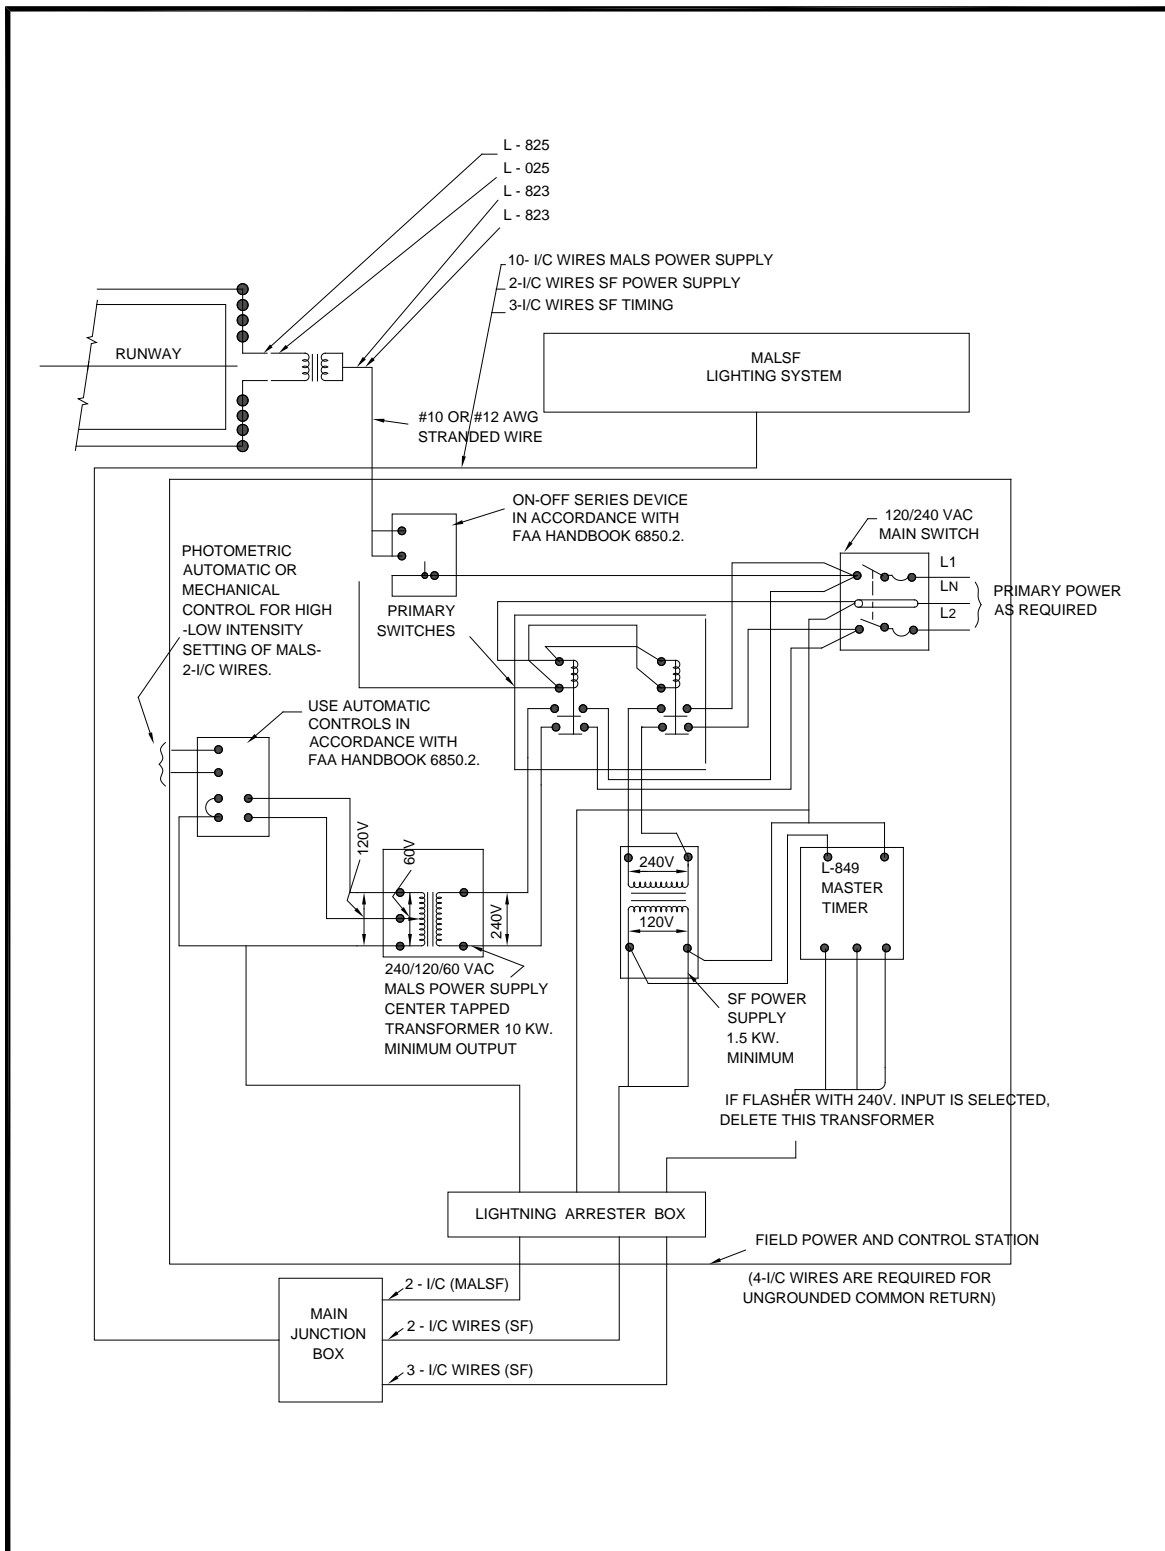 L - 825
L - 025
L - 823
L - 823
10- I/C WIRES MALS POWER SUPPLY
2-I/C WIRES SF POWER SUPPLY
3-I/C WIRES SF TIMING
RUNWAY
MALSF
LIGHTING SYSTEM
#10 OR #12 AWG
STRANDED WIRE
ON-OFF SERIES DEVICE
IN ACCORDANCE WITH
FAA HANDBOOK 6850.2.
120/240 VAC
MAIN SWITCH
L1
LN
L2
PRIMARY POWER
AS REQUIRED
PHOTOMETRIC
AUTOMATIC OR
MECHANICAL
CONTROL FOR HIGH
-LOW INTENSITY
SETTING OF MALS-
2-I/C WIRES.
PRIMARY
SWITCHES
USE AUTOMATIC
CONTROLS IN
ACCORDANCE WITH
FAA HANDBOOK 6850.2.
120V
60V
240V
240V
120V
L-849
MASTER
TIMER
240/120/60 VAC
MALS POWER SUPPLY
CENTER TAPPED
TRANSFORMER 10 KW.
MINIMUM OUTPUT
SF POWER
SUPPLY
1.5 KW.
MINIMUM
IF FLASHER WITH 240V. INPUT IS SELECTED,
DELETE THIS TRANSFORMER
LIGHTNING ARRESTER BOX
FIELD POWER AND CONTROL STATION
(4-I/C WIRES ARE REQUIRED FOR
UNGROUNDED COMMON RETURN)
MAIN
JUNCTION
BOX
2 - I/C (MALSF)
2 - I/C WIRES (SF)
3 - I/C WIRES (SF)